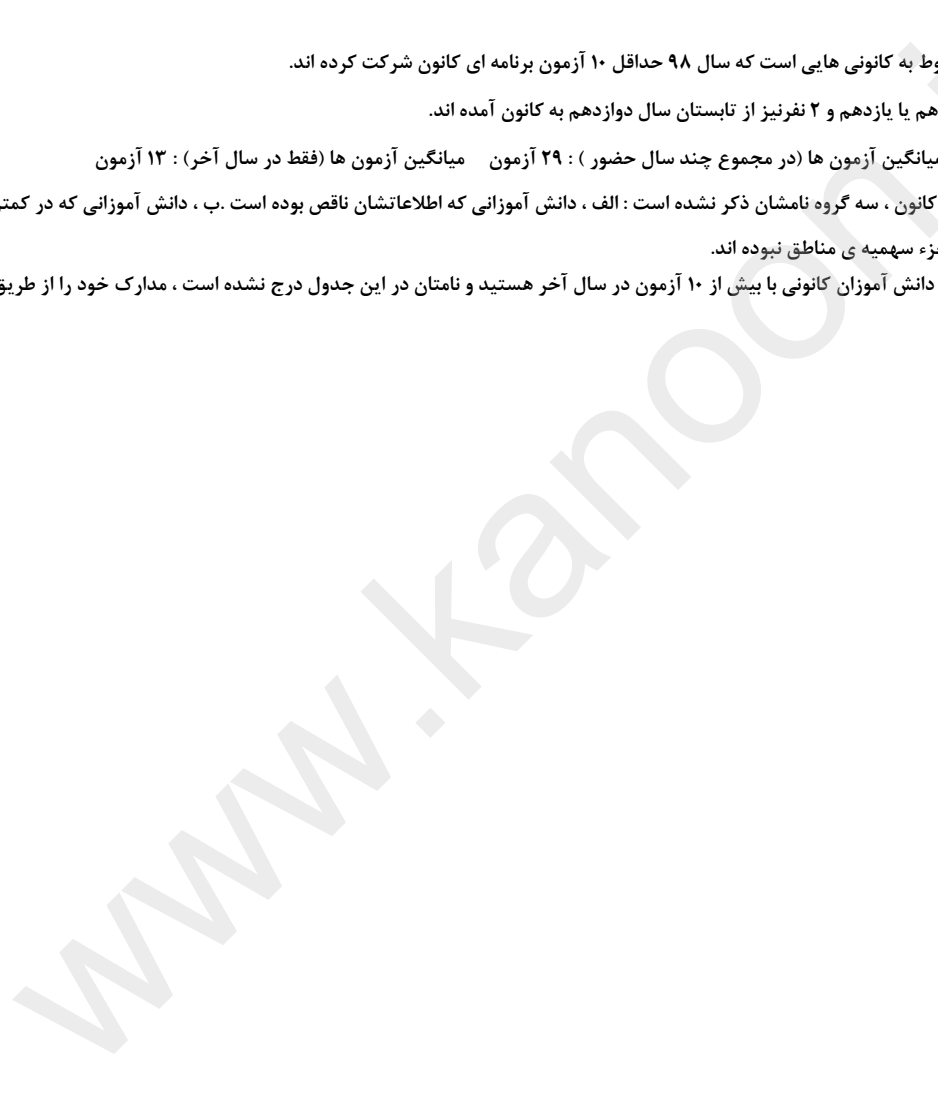 وط به کانونی هایی است که سال ۹۸ حداقل ۱۰ آزمون برنامه ای کانون شرکت کرده اند.
هم یا یازدهم و ۲ نفرنیز از تابستان سال دوازدهم به کانون آمده اند.
میانگین آزمون ها (در مجموع چند سال حضور ) : ۲۹ آزمون میانگین آزمون ها (فقط در سال آخر) : ۱۳ آزمون
کانون ، سه گروه نامشان ذکر نشده است : الف ، دانش آموزانی که اطلاعاتشان ناقص بوده است .ب ، دانش آموزانی که در کمتر
زء سهمیه ی مناطق نبوده اند.
دانش آموزان کانونی با بیش از ۱۰ آزمون در سال آخر هستید و نامتان در این جدول درج نشده است ، مدارک خود را از طریق
www.kanoon.i